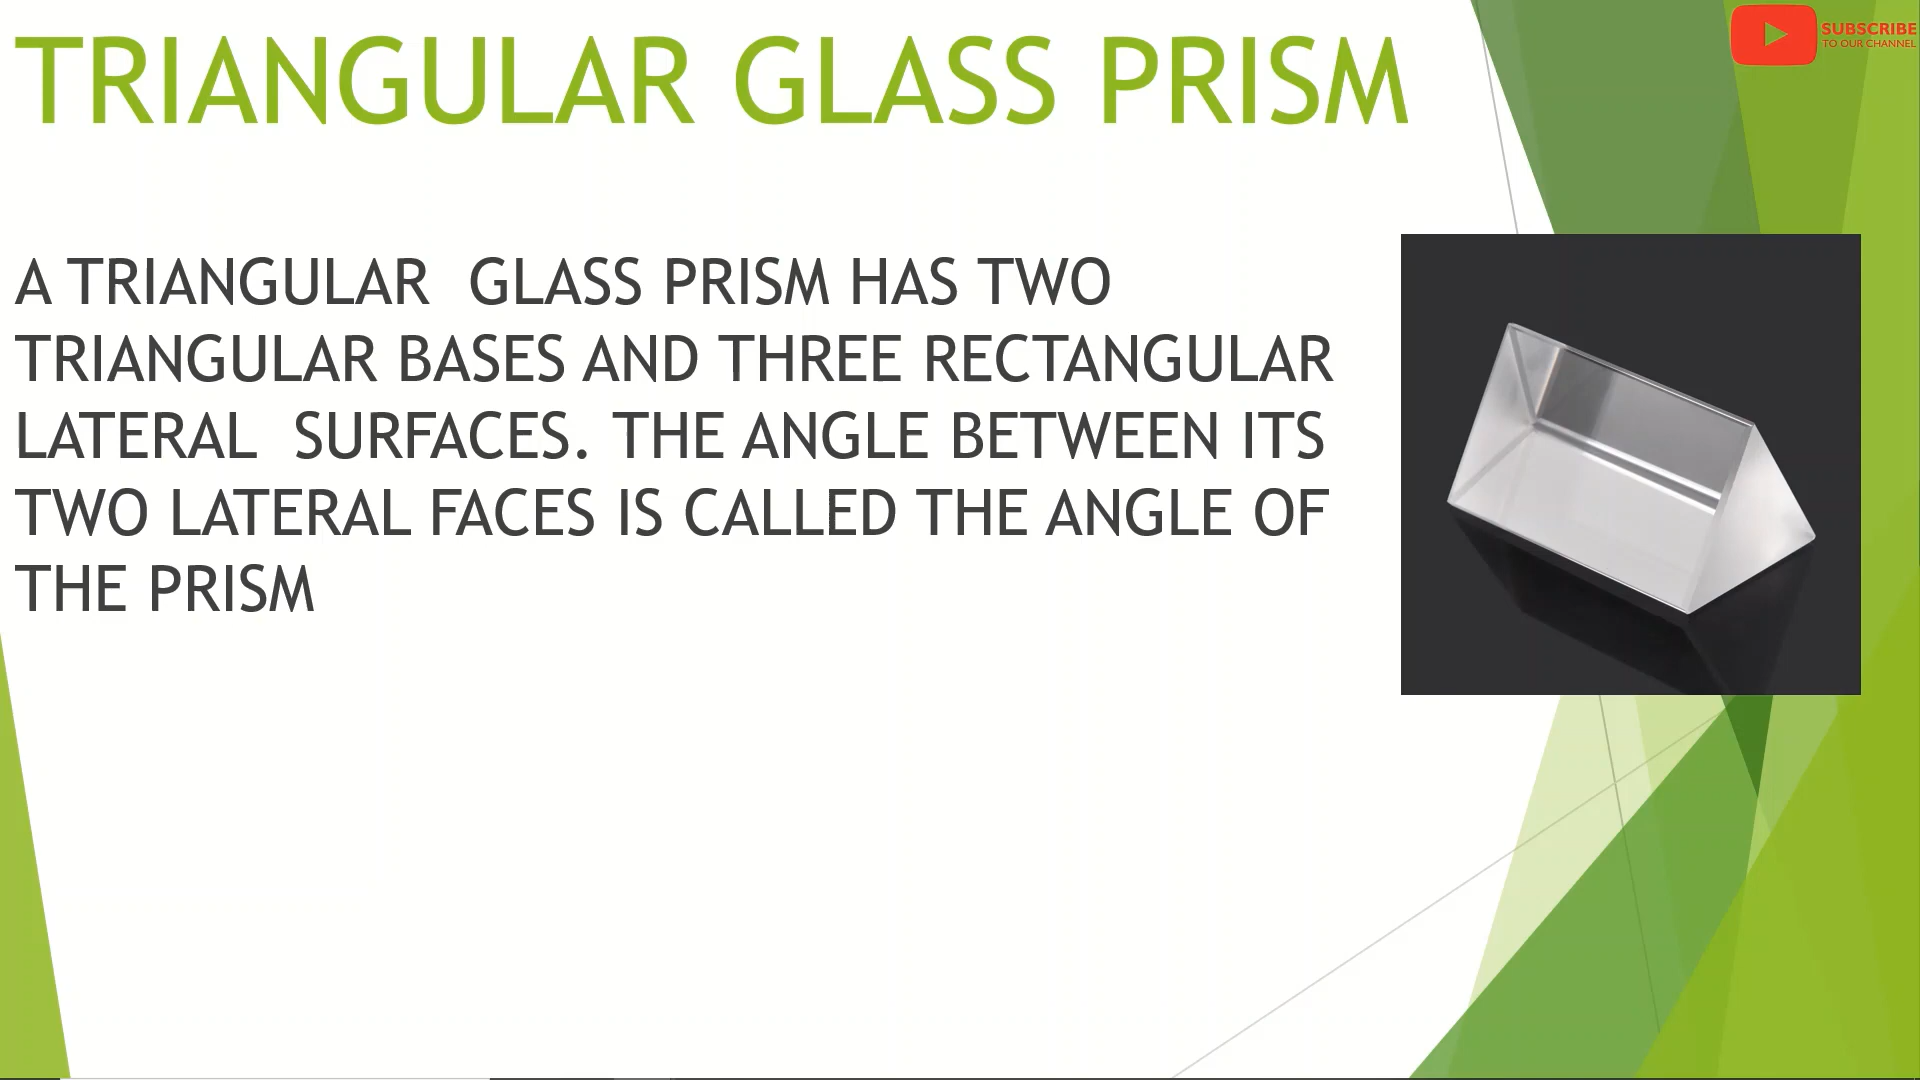 TRIANGULAR GLASS PRISM
SUBSCRIBE
TO OUR CHANNEL
A TRIANGULAR  GLASS PRISM HAS TWO
TRIANGULAR BASES AND THREE RECTANGULAR
LATERAL  SURFACES. THE ANGLE BETWEEN ITS
TWO LATERAL FACES IS CALLED THE ANGLE OF
THE PRISM